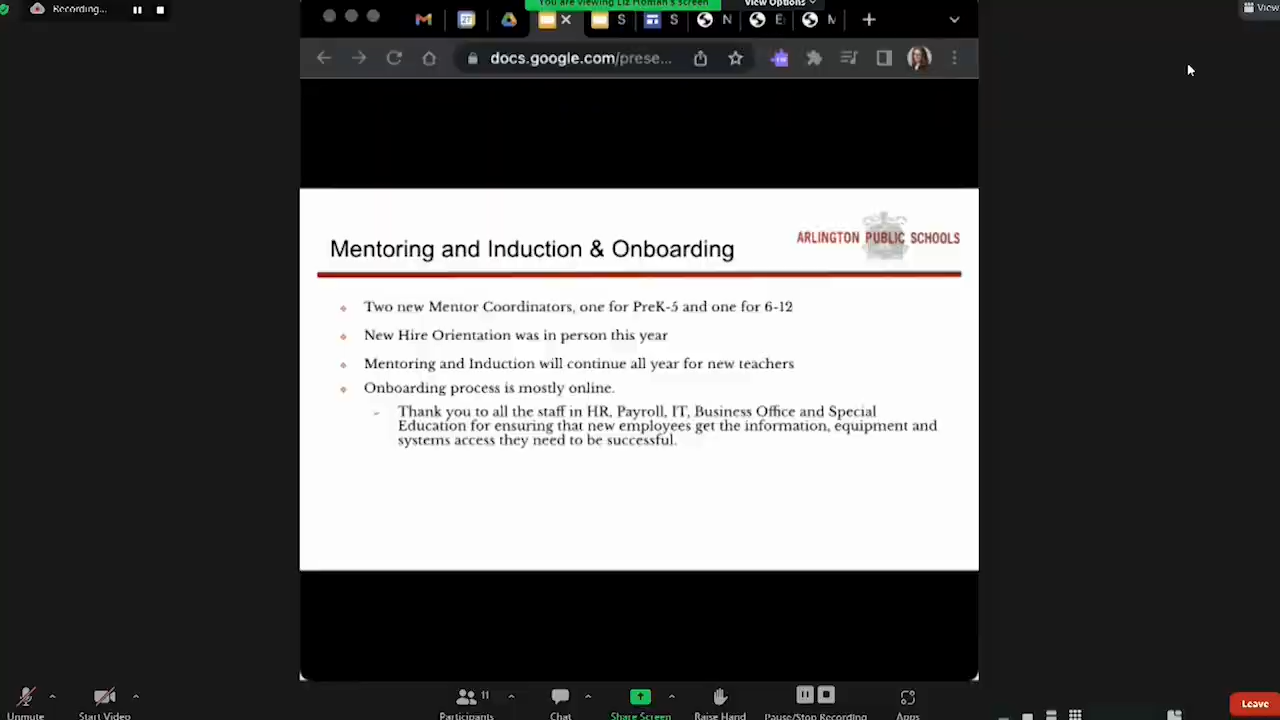 Recording...
You are viewing Liz Homan's screen
View Options
View
27
S
S
N
E
M
docs.google.com/prese...
ARLINGTON PUBLIC SCHOOLS
Mentoring and Induction & Onboarding
Two new Mentor Coordinators, one for PreK-5 and one for 6-12
New Hire Orientation was in person this year
Mentoring and Induction will continue all year for new teachers
Onboarding process is mostly online.
Thank you to all the staff in HR, Payroll, IT, Business Office and Special
Education for ensuring that new employees get the information, equipment and
systems access they need to be successful.
Unmute
Start Video
11
Participants
Chat
Share Screen
Raise Hand
Pause/Stop Recording
Apps
Leave